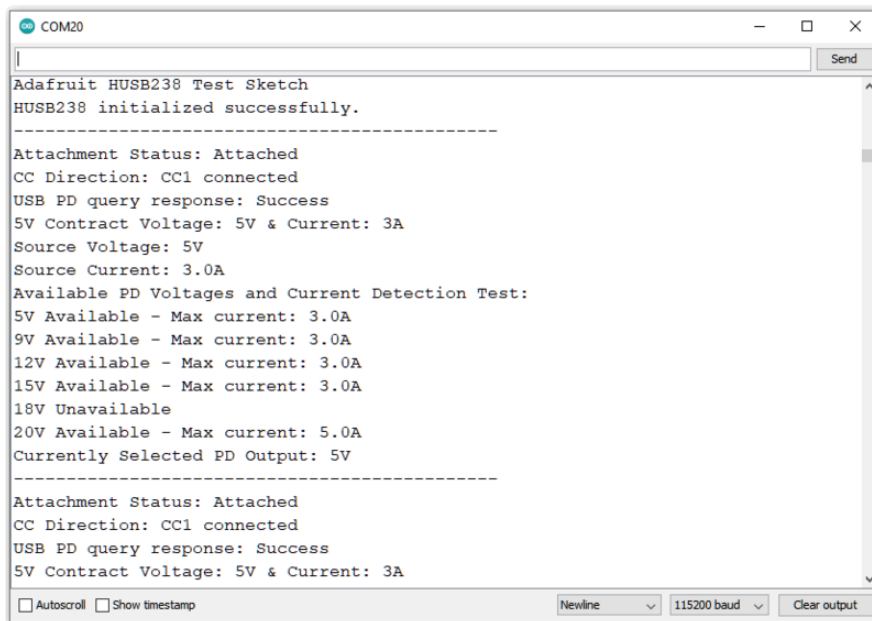 COM20
Send
Adafruit HUSB238 Test Sketch
HUSB238 initialized successfully.
----------------------------------------------
Attachment Status: Attached
CC Direction: CC1 connected
USB PD query response: Success
5V Contract Voltage: 5V & Current: 3A
Source Voltage: 5V
Source Current: 3.0A
Available PD Voltages and Current Detection Test:
5V Available - Max current: 3.0A
9V Available - Max current: 3.0A
12V Available - Max current: 3.0A
15V Available - Max current: 3.0A
18V Unavailable
20V Available - Max current: 5.0A
Currently Selected PD Output: 5V
----------------------------------------------
Attachment Status: Attached
CC Direction: CC1 connected
USB PD query response: Success
5V Contract Voltage: 5V & Current: 3A
Autoscroll Show timestamp Newline 115200 baud Clear output